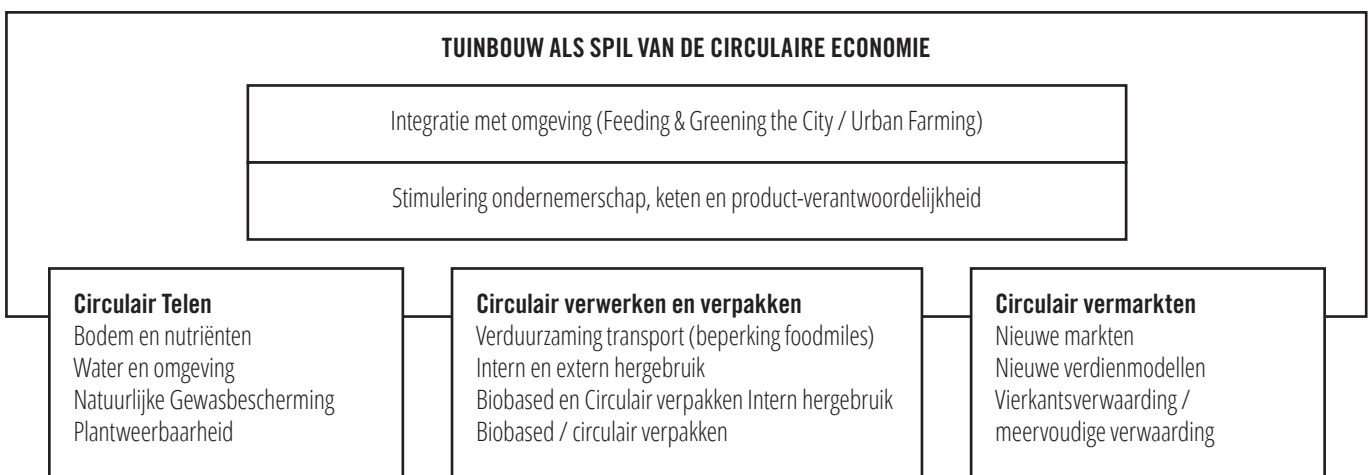 TUINBOUW ALS SPIL VAN DE CIRCULAIRE ECONOMIE
Integratie met omgeving (Feeding & Greening the City / Urban Farming)
Stimulering ondernemerschap, keten en product-verantwoordelijkheid
Circulair Telen
Bodem en nutriënten
Water en omgeving
Natuurlijke Gewasbescherming
Plantweerbaarheid
Circulair verwerken en verpakken
Verduurzaming transport (beperking foodmiles)
Intern en extern hergebruik
Biobased en Circulair verpakken Intern hergebruik
Biobased / circulair verpakken
Circulair vermarkten
Nieuwe markten
Nieuwe verdienmodellen
Vierkantsverwaarding /
meervoudige verwaarding